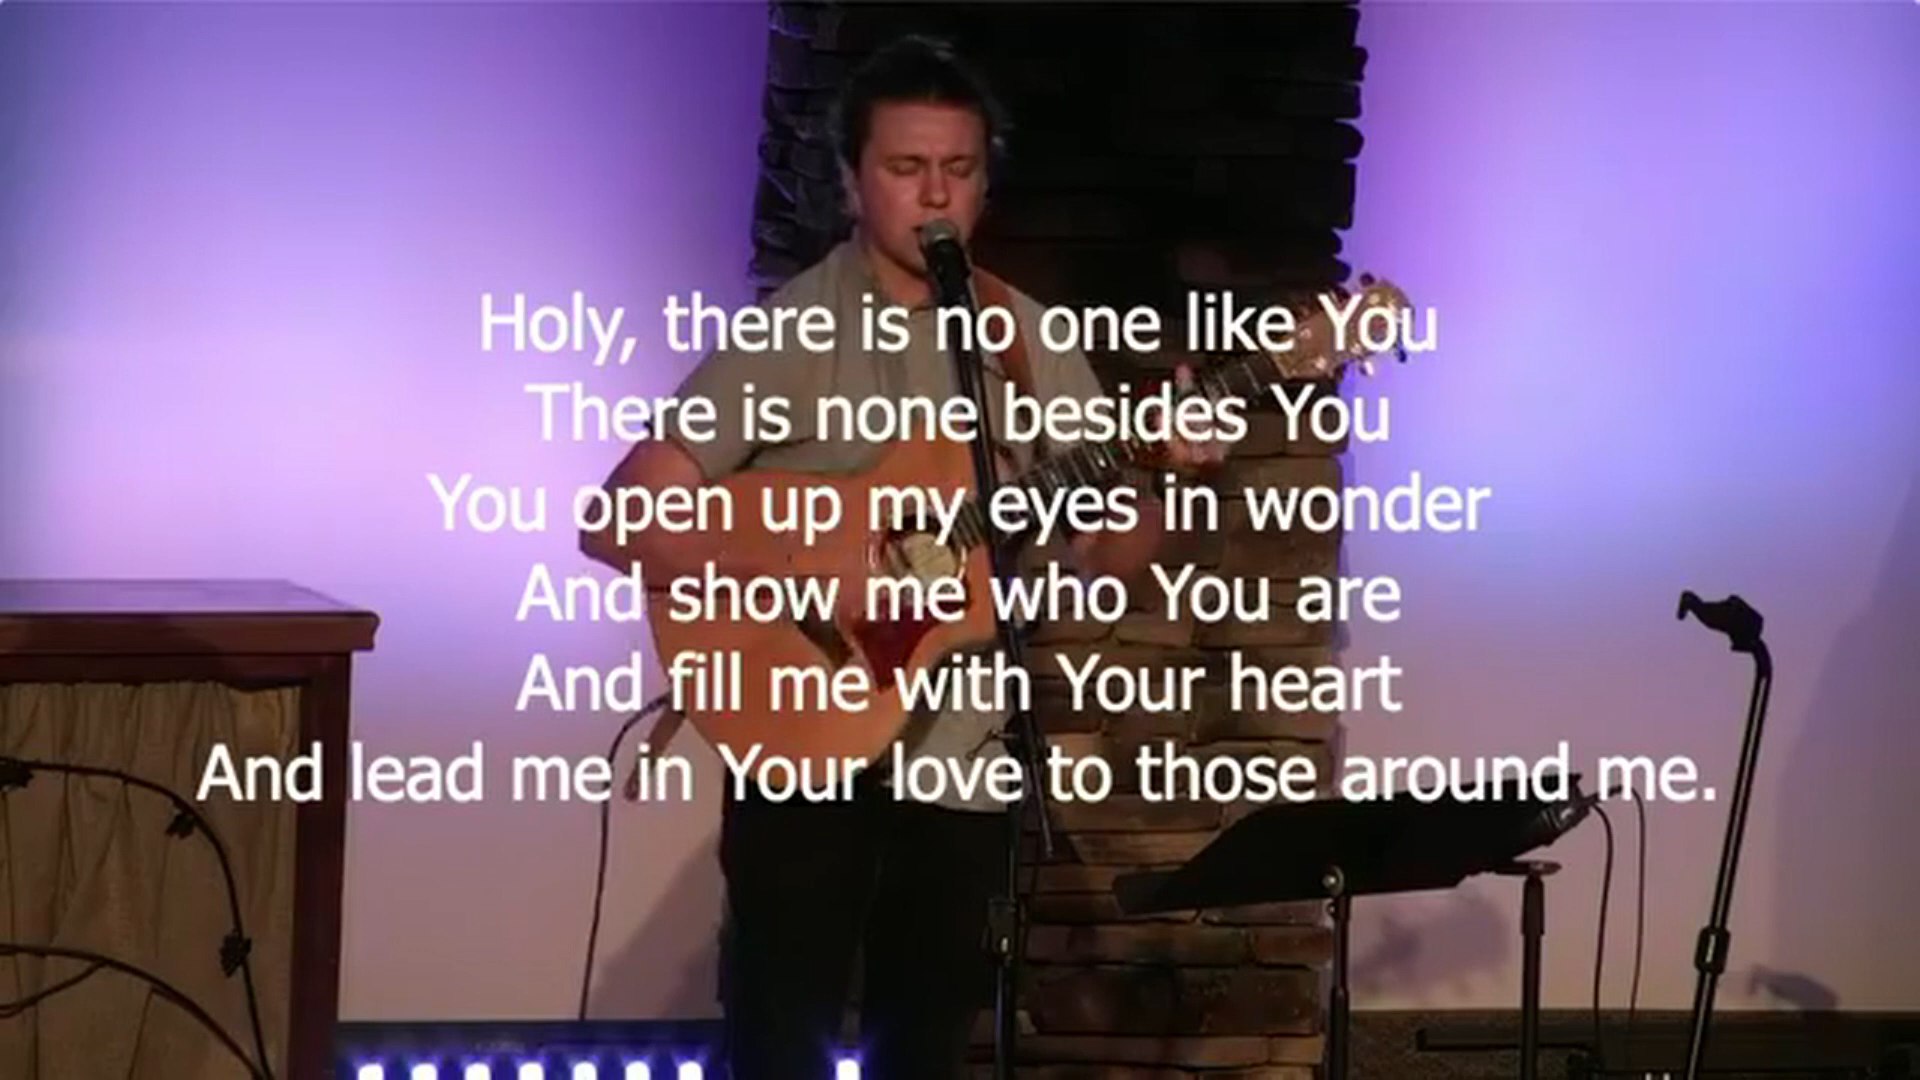 Holy, there is no one like You
There is none besides You
You open up my eyes in wonder
And show me who You are
And fill me with Your heart
And lead me in Your love to those around me.